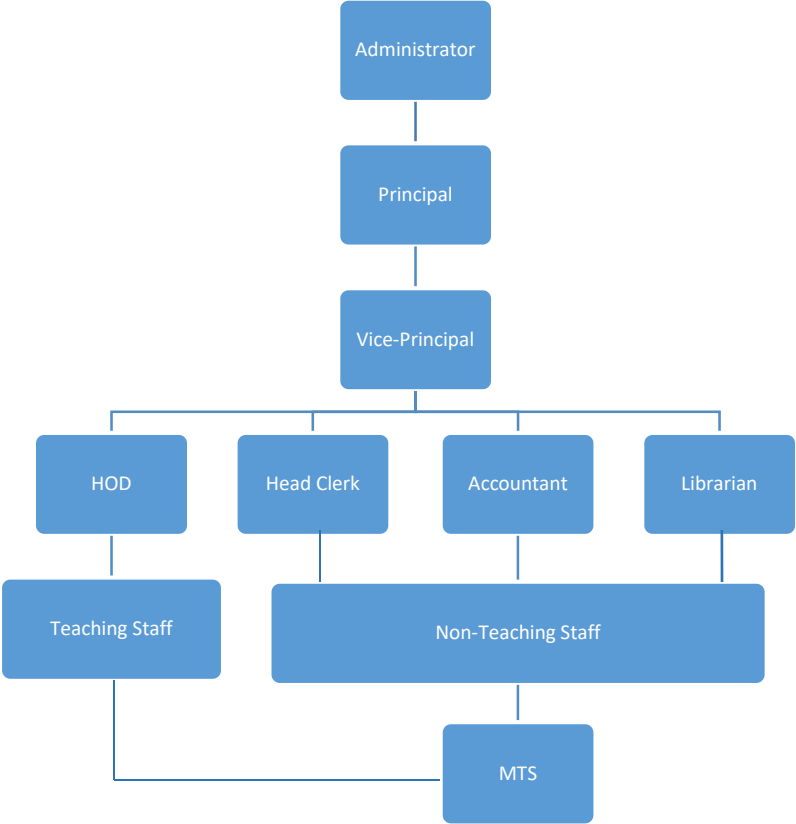 Administrator
Principal
Vice-Principal
HOD
Head Clerk
Accountant
Librarian
Teaching Staff
Non-Teaching Staff
MTS